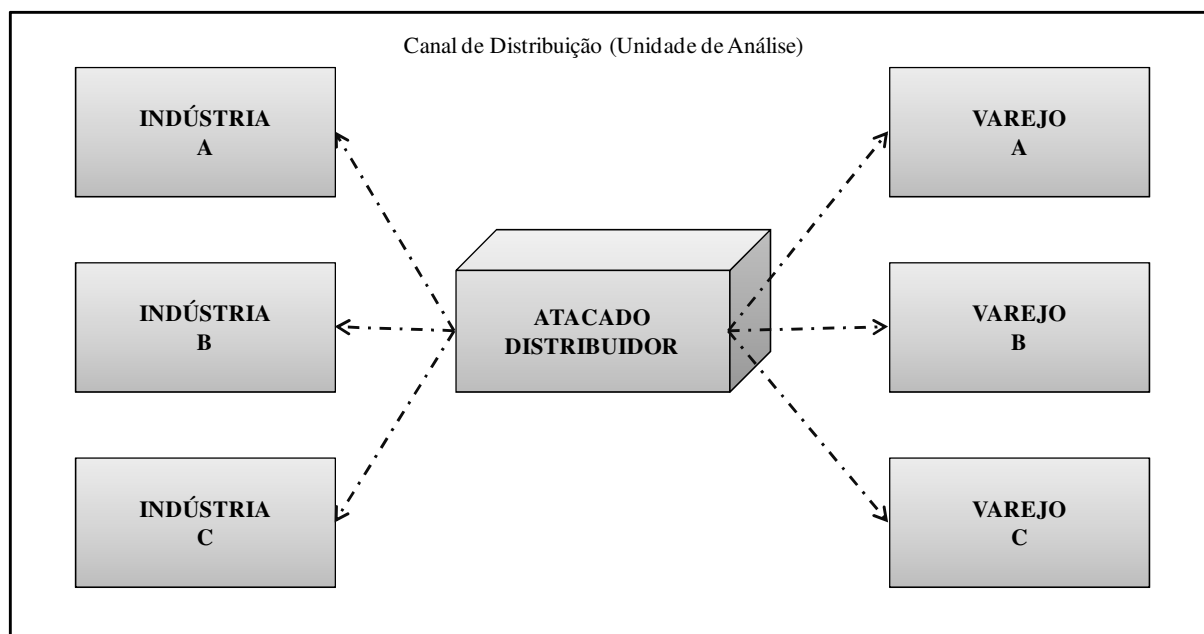 Canal de Distribuição (Unidade de Análise)
INDÚSTRIA
A
VAREJO
A
INDÚSTRIA
B
ATACADO
DISTRIBUIDOR
VAREJO
B
INDÚSTRIA
C
VAREJO
C